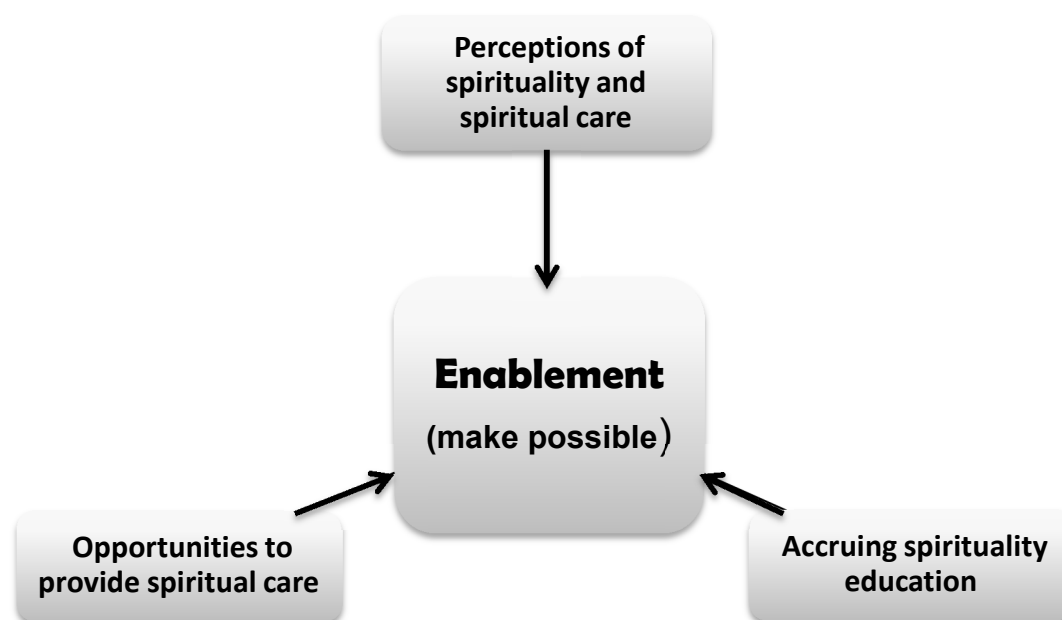 Perceptions of
spirituality and
spiritual care
Enablement
(make possible)
Opportunities to
provide spiritual care
Accruing spirituality
education